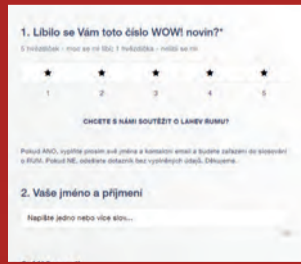 1. Líbilo se Vám toto číslo WOW! novin?*
5 hvězdiček - moc se mi líbí; 1 hvězdička - nelíbí se mi
1 2 3 4 5
CHCETE S NÁMI SOUTĚŽIT O LAHEV RUMU?
Pokud ANO, vyplňte prosím své jméno a kontaktní email a budete zařazeni do slosování
o RUM. Pokud NE, odešlete dotazník bez vyplněných údajů. Děkujeme.
2. Vaše jméno a příjmení
Napište jedno nebo více slov...